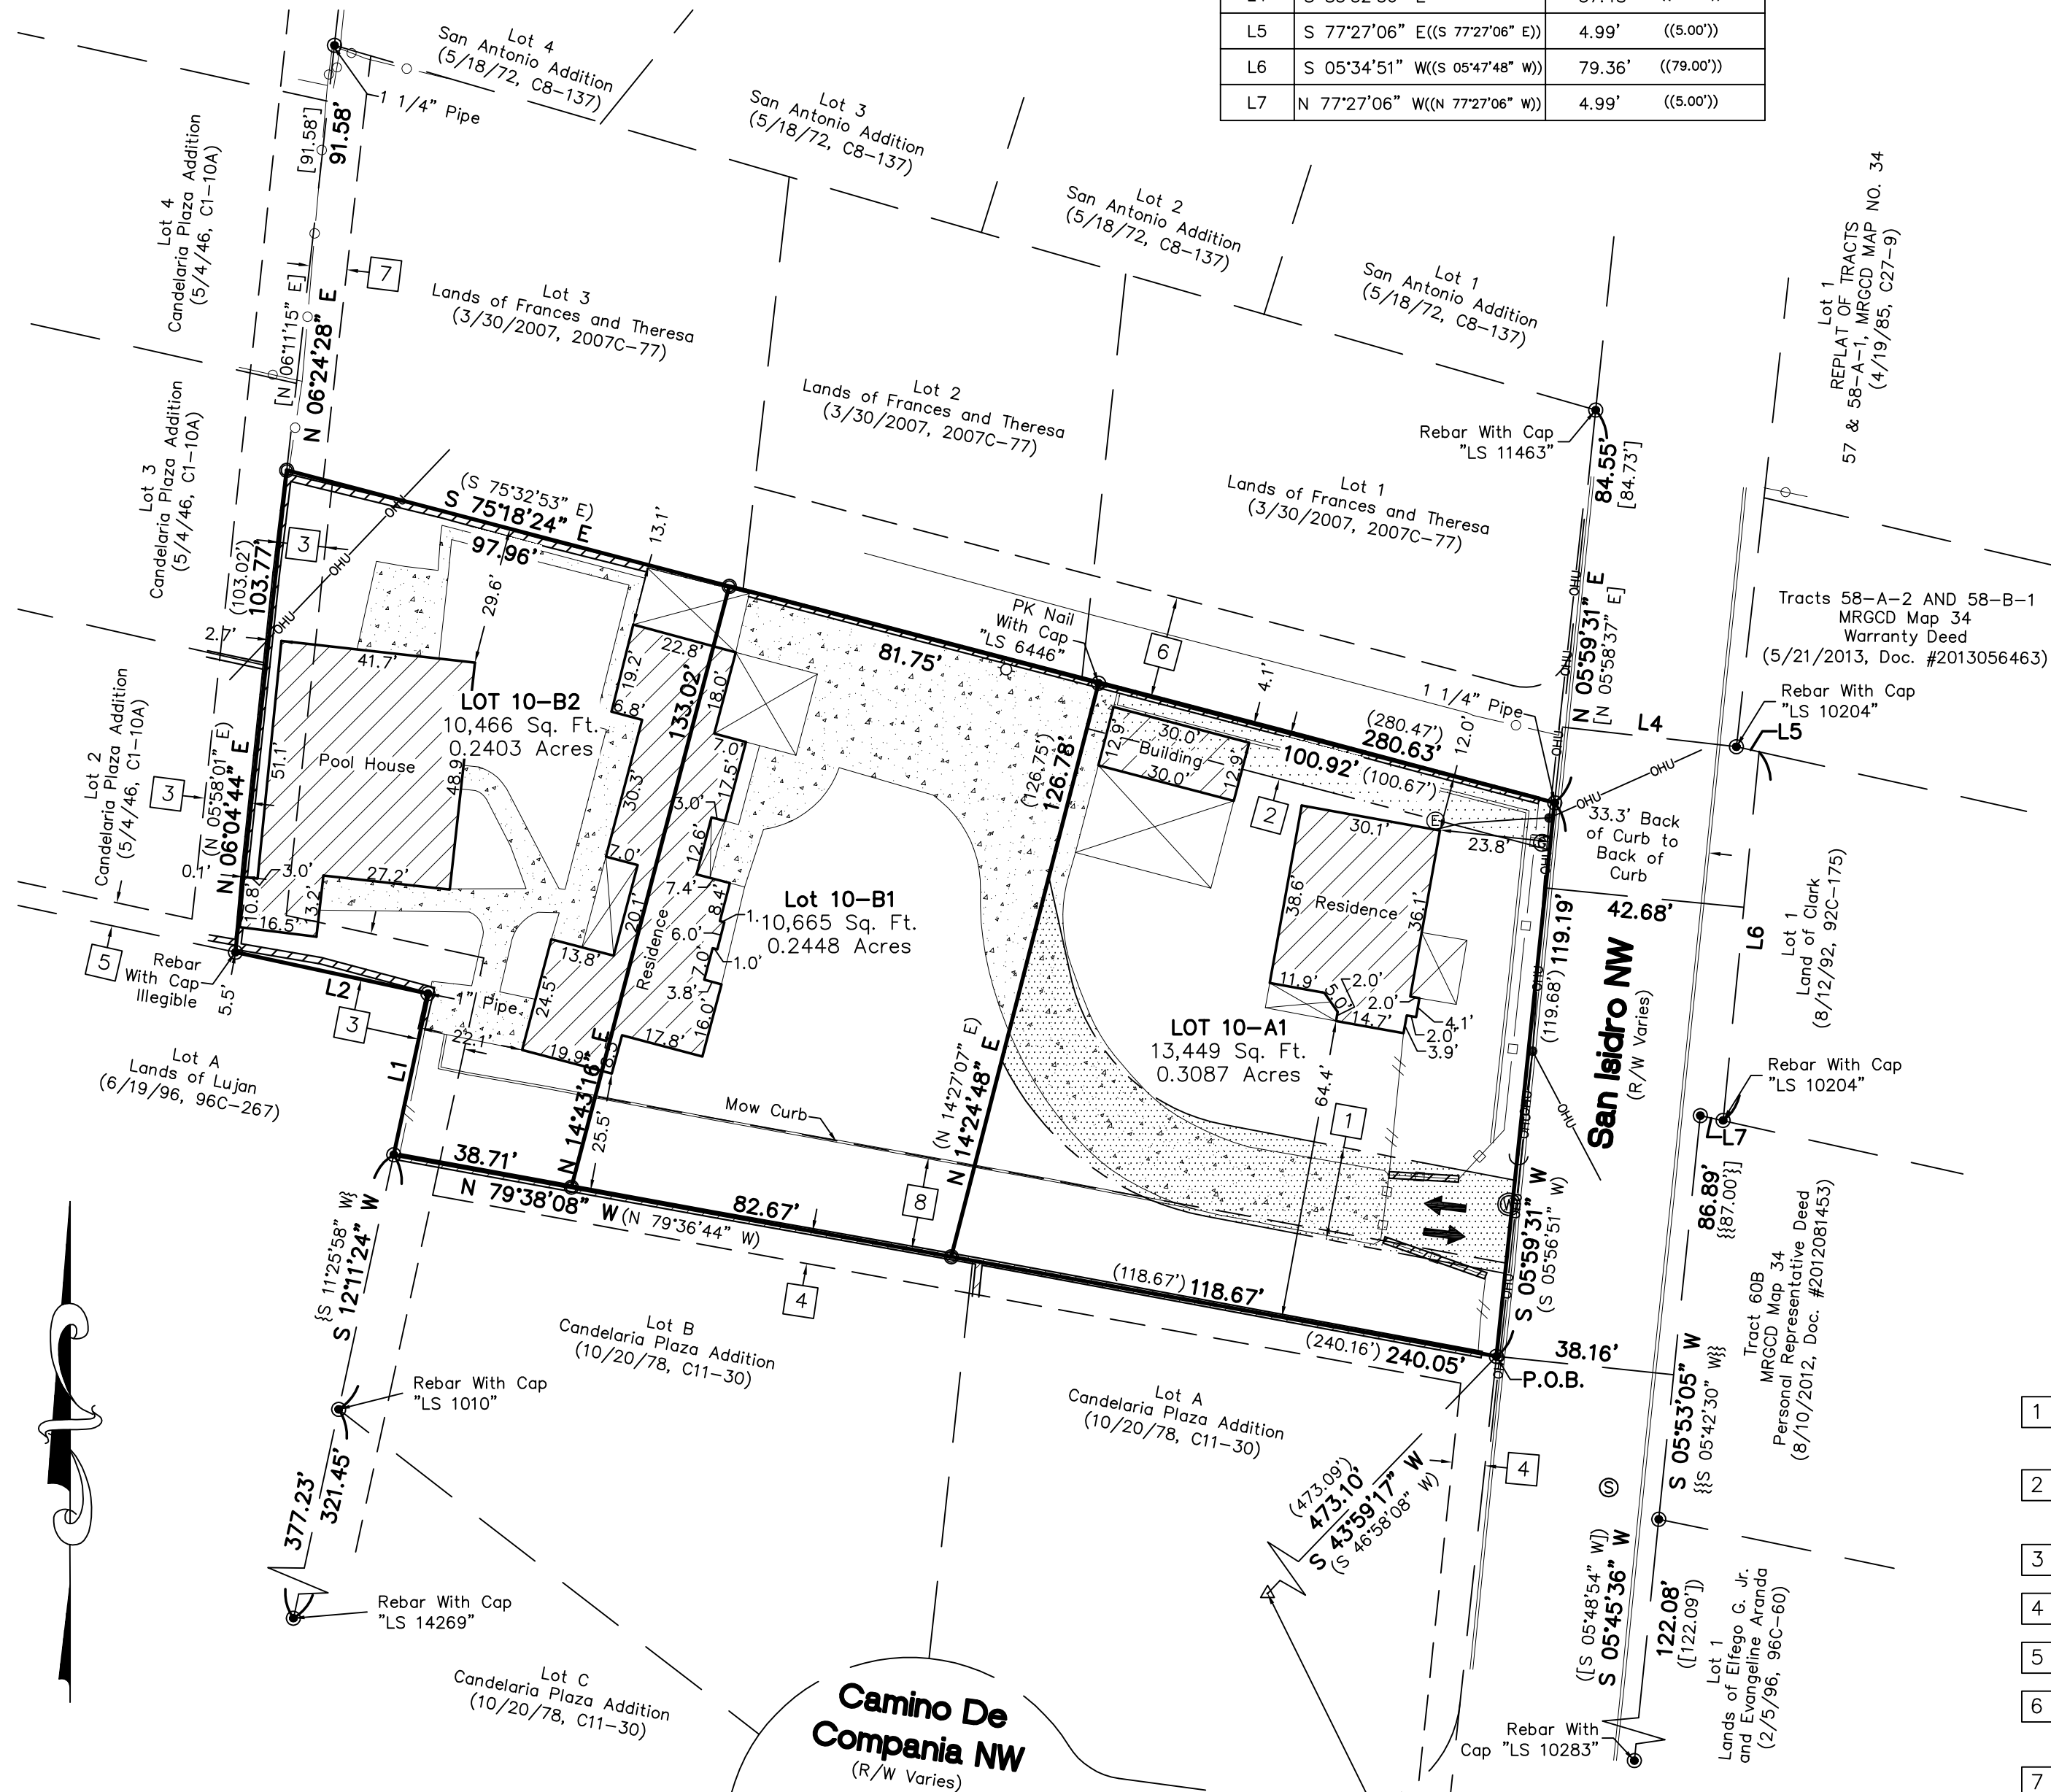 L5 S 77°27'06" E((S 77°27'06" E)) 4.99' ((5.00'))
L6 S 05°34'51" W((S 05°47'48" W)) 79.36' ((79.00'))
L7 N 77°27'06" W((N 77°27'06" W)) 4.99' ((5.00'))
Lot 4
San Antonio Addition
(5/18/72, C8-137)
1 1/4" Pipe
[91.58']
91.58'
Lot 3
San Antonio Addition
(5/18/72, C8-137)
Lot 2
San Antonio Addition
(5/18/72, C8-137)
Lot 1
San Antonio Addition
(5/18/72, C8-137)
Lot 1
REPLAT OF TRACTS
57 & 58-A-1, MRGCD MAP NO. 34
(4/19/85, C27-9)
Lot 4
Candelaria Plaza Addition
(5/4/46, C1-10A)
[N 06°11'15" E]
N 06°24'28" E
7
Lot 3
Lands of Frances and Theresa
(3/30/2007, 2007C-77)
Lot 2
Lands of Frances and Theresa
(3/30/2007, 2007C-77)
Lot 1
Lands of Frances and Theresa
(3/30/2007, 2007C-77)
Rebar With Cap
"LS 11463"
84.55'
[84.73']
Lot 3
Candelaria Plaza Addition
(5/4/46, C1-10A)
(S 75°32'53" E)
S 75°18'24" E
97.96'
13.1'
OHU
OHU
OHU
3
(103.02')
103.77'
29.6'
2.7'
41.7'
Pool House
51.1'
48.9'
LOT 10-B2
10,466 Sq. Ft.
0.2403 Acres
22.8'
19.2'
6.8'
18.0'
133.02'
7.0'
17.5'
30.3'
3.0'
12.6'
7.0'
7.4'
8.4'
20.1'
1.
6.0'
7.0'
1.0'
3.8'
16.0'
17.8'
Residence
81.75'
PK Nail
With Cap
"LS 6446"
6
4.1'
1 1/4" Pipe
(280.47')
280.63'
12.0'
100.92' (100.67')
30.0'
Building
30.0'
12.9'
12.9'
2
(126.75')
126.78'
N 05°59'31" E
[N 05°58'37" E]
OHU
OHU
OHU
OHU
L4
L5
OHU
OHU
Tracts 58-A-2 AND 58-B-1
MRGCD Map 34
Warranty Deed
(5/21/2013, Doc. #2013056463)
Rebar With Cap
"LS 10204"
33.3' Back
of Curb to
Back of
Curb
E
23.8'
30.1'
38.6'
Residence
36.1'
11.9'
5.0'
2.0'
2.0'
14.7'
4.1'
2.0'
3.9'
42.68'
L6
Lot 1
Land of Clark
(8/12/92, 92C-175)
119.19'
(119.68')
OHU
OHU
OHU
San Isidro NW
(R/W Varies)
Lot 2
Candelaria Plaza Addition
(5/4/46, C1-10A)
3
(N 05°58'01" E)
N 06°04'44" E
0.1'
3.0'
27.2'
10.8'
13.2'
16.5'
5
Rebar
With Cap
Illegible
5.5'
L2
3
L1
1" Pipe
22.1'
13.8'
24.5'
19.9'
6.5'
Lot 10-B1
10,665 Sq. Ft.
0.2448 Acres
LOT 10-A1
13,449 Sq. Ft.
0.3087 Acres
64.4'
1
Lot A
Lands of Lujan
(6/19/96, 96C-267)
Mow Curb
N 14°43'16" E
25.5'
(N 14°27'07" E)
N 14°24'48" E
8
38.71'
N 79°38'08" W (N 79°36'44" W)
82.67'
4
(118.67') 118.67'
(240.16') 240.05'
OHU
W
OHU
S 05°59'31" W
(S 05°56'51" W)
P.O.B.
38.16'
Rebar With Cap
"LS 10204"
L7
86.89'
{{{87.00'}}}
Tract 60B
MRGCD Map 34
Personal Representative Deed
(8/10/2012, Doc. #2012081453)
S 05°53'05" W
{{{S 05°42'30" W}}}
{{{S 11°25'58" W}}}
S 12°11'24" W
Lot B
Candelaria Plaza Addition
(10/20/78, C11-30)
Lot A
Candelaria Plaza Addition
(10/20/78, C11-30)
Rebar With Cap
"LS 1010"
377.23'
321.45'
Rebar With Cap
"LS 14269"
Lot C
Candelaria Plaza Addition
(10/20/78, C11-30)
Camino De
Compania NW
(R/W Varies)
(473.09')
473.10'
S 43°59'17" W
(S 46°58'08" W)
4
S
([S 05°48'54" W])
S 05°45'36" W
122.08'
([122.09'])
Lot 1
Lands of Elfego G. Jr.
and Evangeline Aranda
(2/5/96, 96C-60)
Rebar With
Cap "LS 10283"
1
2
3
4
5
6
7